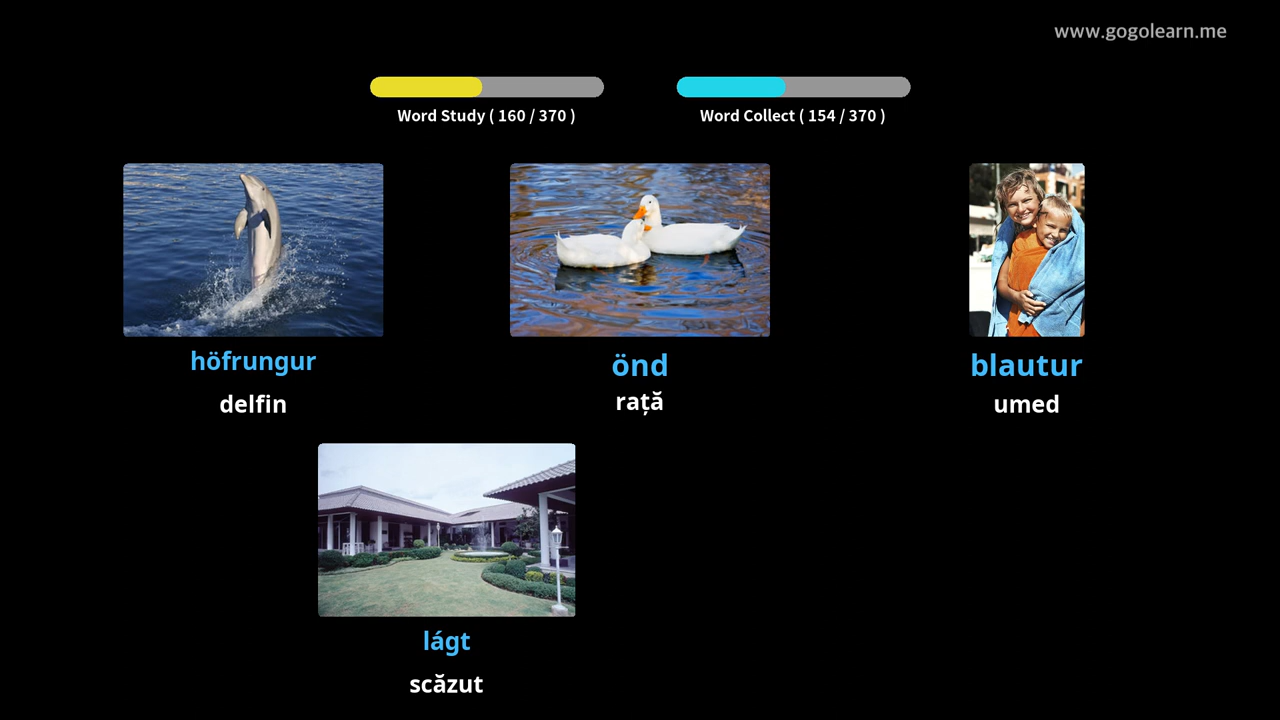 www.gogolearn.me
Word Study ( 160 / 370 )
Word Collect ( 154 / 370 )
höfrungur
önd
blautur
delfin
rață
umed
lágt
scăzut